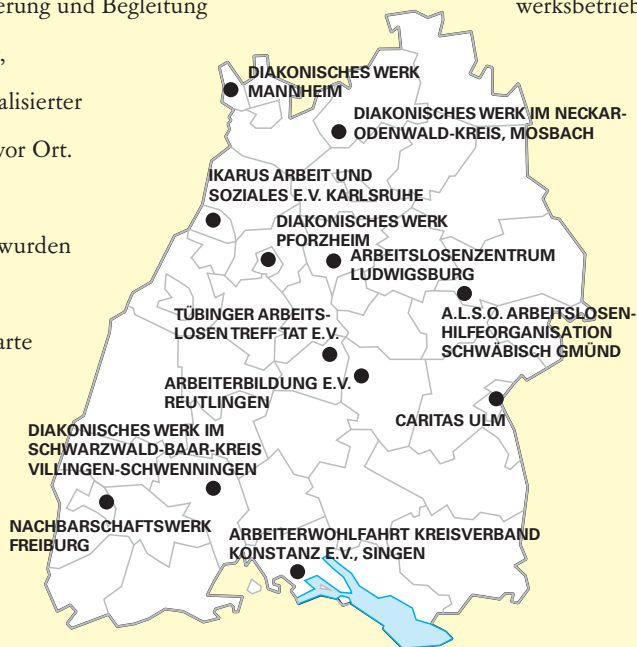 erung und Begleitung
werksbetrieb
,
alisierter
vor Ort.
wurden
arte
DIAKONISCHES WERK
MANNHEIM
DIAKONISCHES WERK IM NECKAR-
ODENWALD-KREIS, MOSBACH
IKARUS ARBEIT UND
SOZIALES E.V. KARLSRUHE
DIAKONISCHES WERK
PFORZHEIM
ARBEITSLOSENZENTRUM
LUDWIGSBURG
A.L.S.O. ARBEITSLOSEN-
HILFEORGANISATION
SCHWÄBISCH GMÜND
TÜBINGER ARBEITS-
LOSEN TREFF TAT E.V.
ARBEITERBILDUNG E.V.
REUTLINGEN
CARITAS ULM
DIAKONISCHES WERK IM
SCHWARZWALD-BAAR-KREIS
VILLINGEN-SCHWENNINGEN
NACHBARSCHAFTSWERK
FREIBURG
ARBEITERWOHLFAHRT KREISVERBAND
KONSTANZ E.V., SINGEN